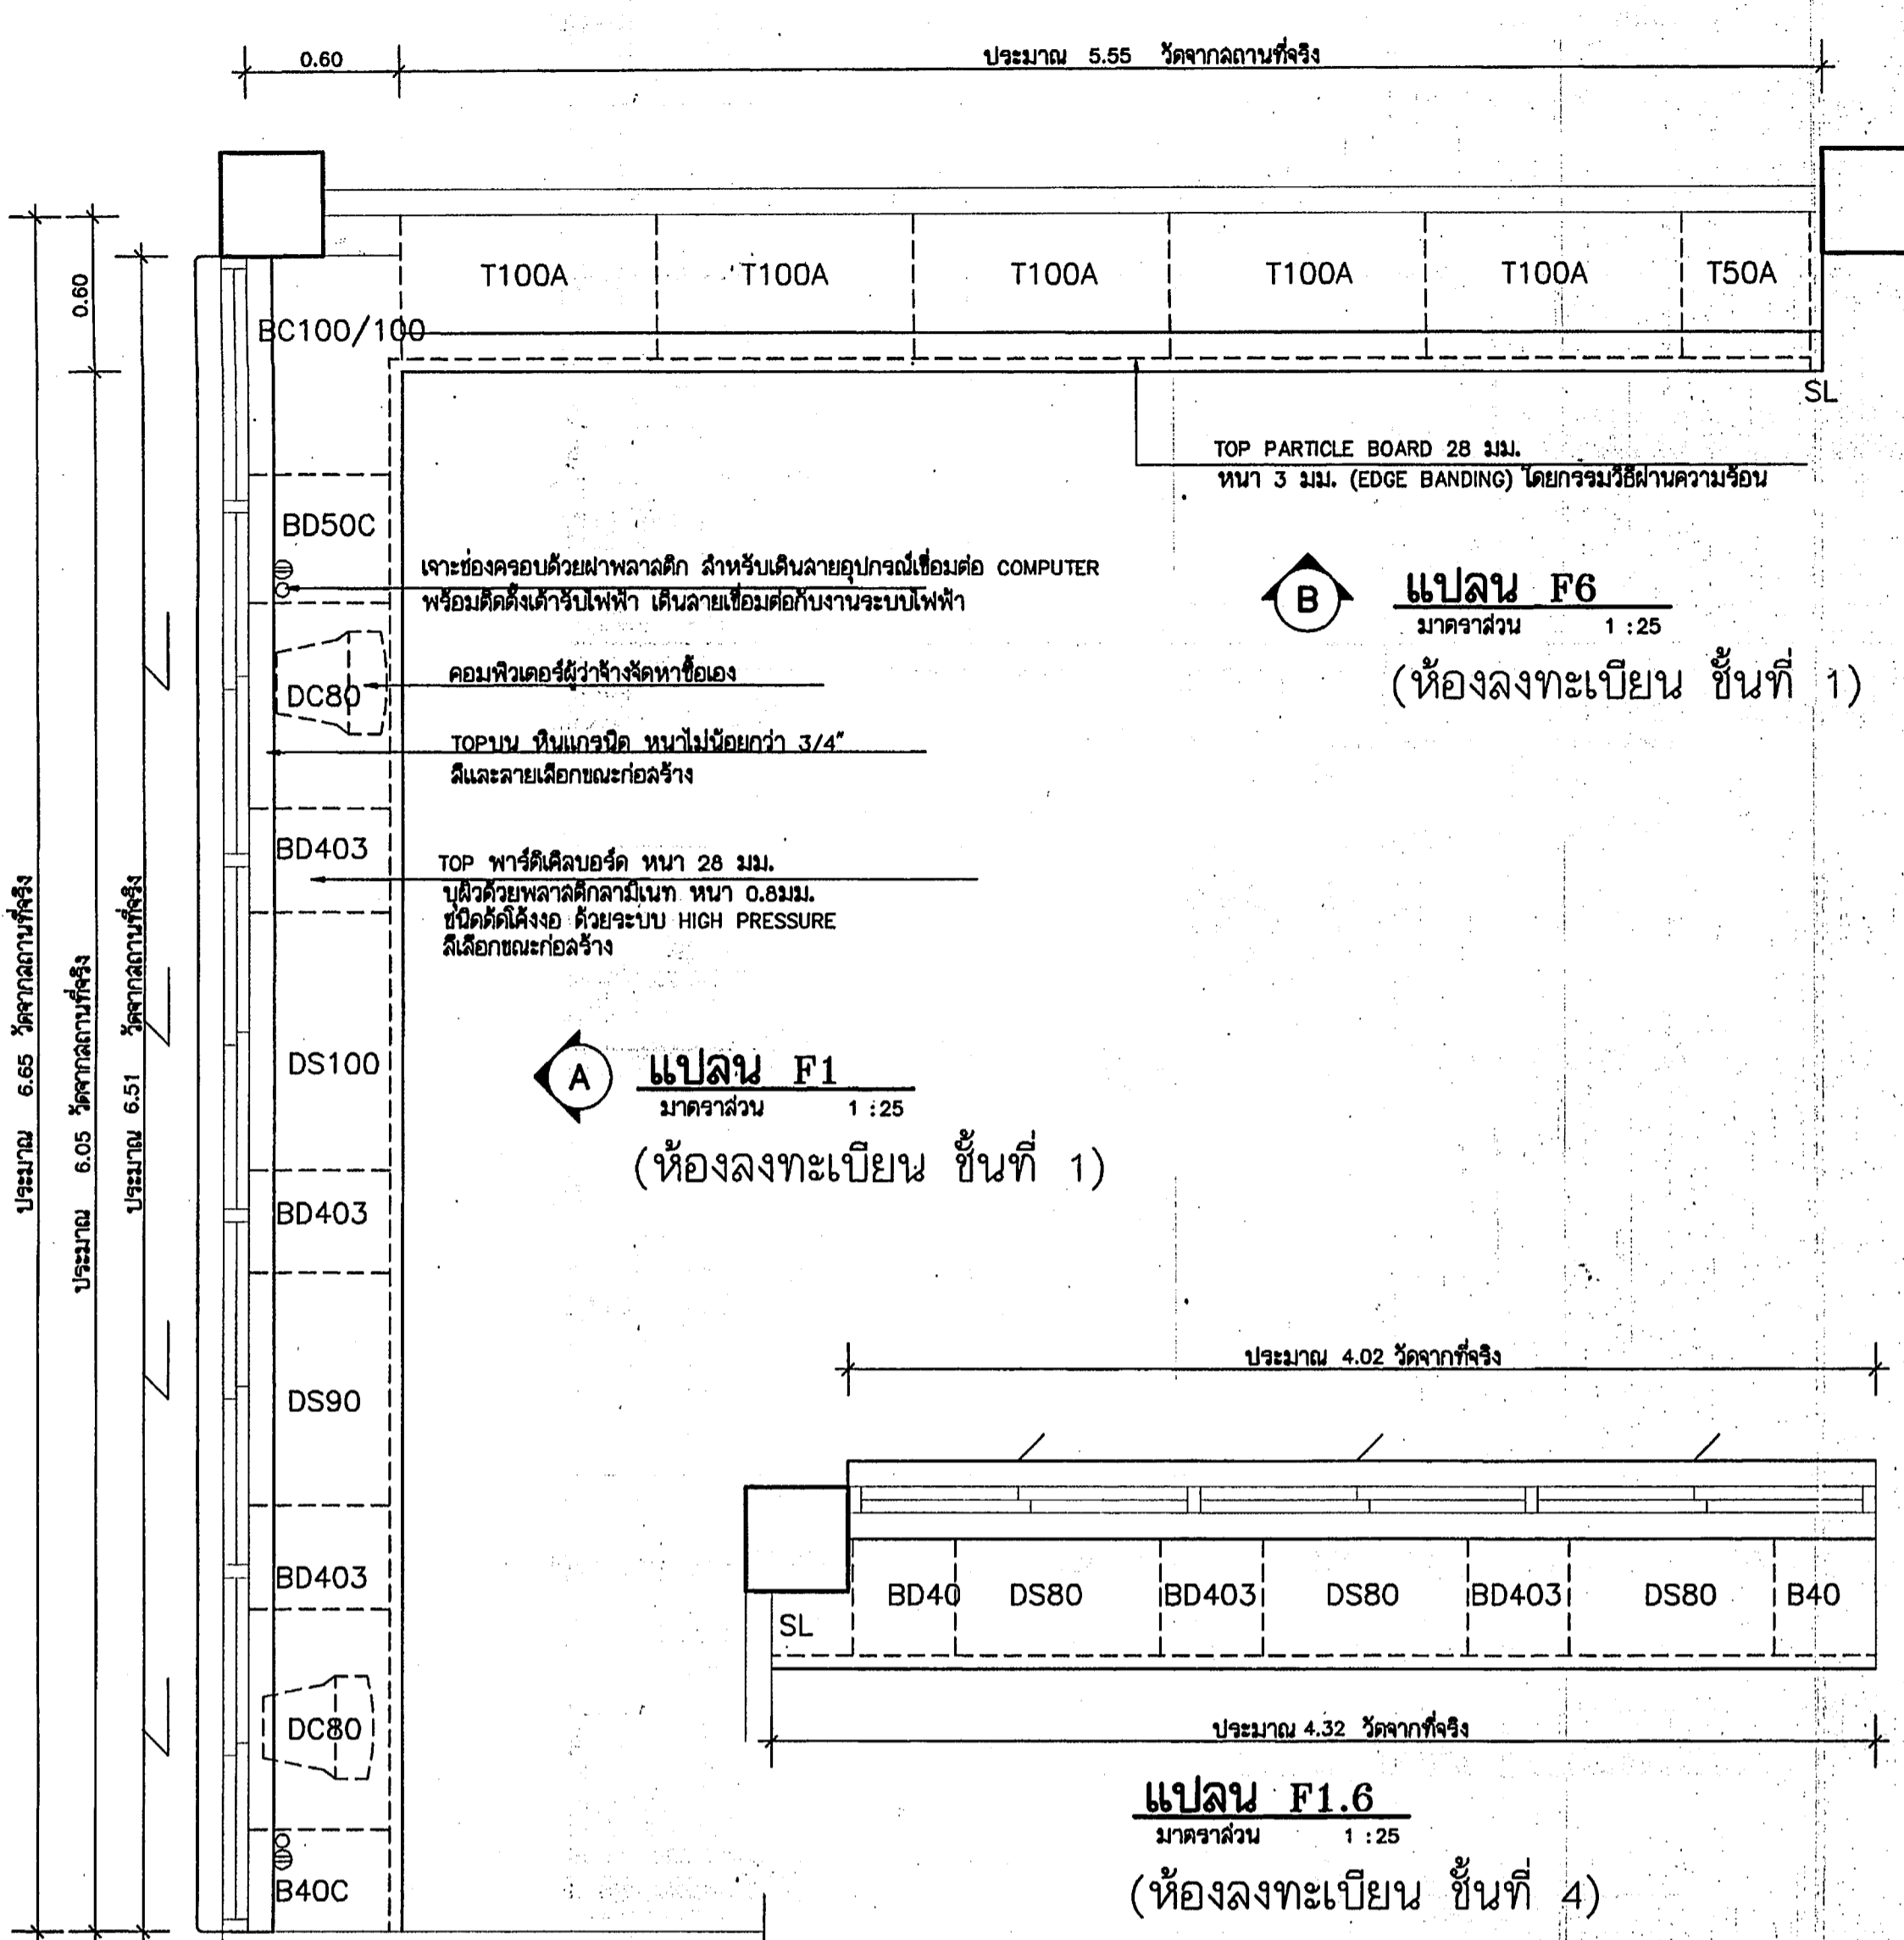 0.60
ประมาณ 5.55 วัดจากสถานที่จริง
T100A T100A T100A T100A T100A T50A
0.60
BC100/100
SL
TOP PARTICLE BOARD 28 มม.
หนา 3 มม. (EDGE BANDING) โดยกรรมวิธีผ่านความร้อน
BD50C
เจาะช่องครอบด้วยฝาพลาสติก สำหรับเดินสายอุปกรณ์เชื่อมต่อ COMPUTER
พร้อมติดตั้งเต้ารับไฟฟ้า เดินสายเชื่อมต่อกับงานระบบไฟฟ้า
B
แปลน F6
มาตราส่วน 1 :25
(ห้องลงทะเบียน ชั้นที่ 1)
คอมพิวเตอร์ผู้ว่าจ้างจัดหาซื้อเอง
DC80
TOPบน หินแกรนิต หนาไม่น้อยกว่า 3/4"
สีและลายเลือกขณะก่อสร้าง
BD403
TOP พาร์ติเคิลบอร์ด หนา 28 มม.
บุผิวด้วยพลาสติกลามิเนท หนา 0.8มม.
ชนิดดัดโค้งงอ ด้วยระบบ HIGH PRESSURE
สีเลือกขณะก่อสร้าง
ประมาณ 6.65 วัดจากสถานที่จริง
ประมาณ 6.05 วัดจากสถานที่จริง
ประมาณ 6.51 วัดจากสถานที่จริง
DS100
A
แปลน F1
มาตราส่วน 1 :25
(ห้องลงทะเบียน ชั้นที่ 1)
BD403
DS90
ประมาณ 4.02 วัดจากที่จริง
BD403
BD40 DS80 BD403 DS80 BD403 DS80 B40
SL
DC80
ประมาณ 4.32 วัดจากที่จริง
แปลน F1.6
มาตราส่วน 1 :25
(ห้องลงทะเบียน ชั้นที่ 4)
B40C